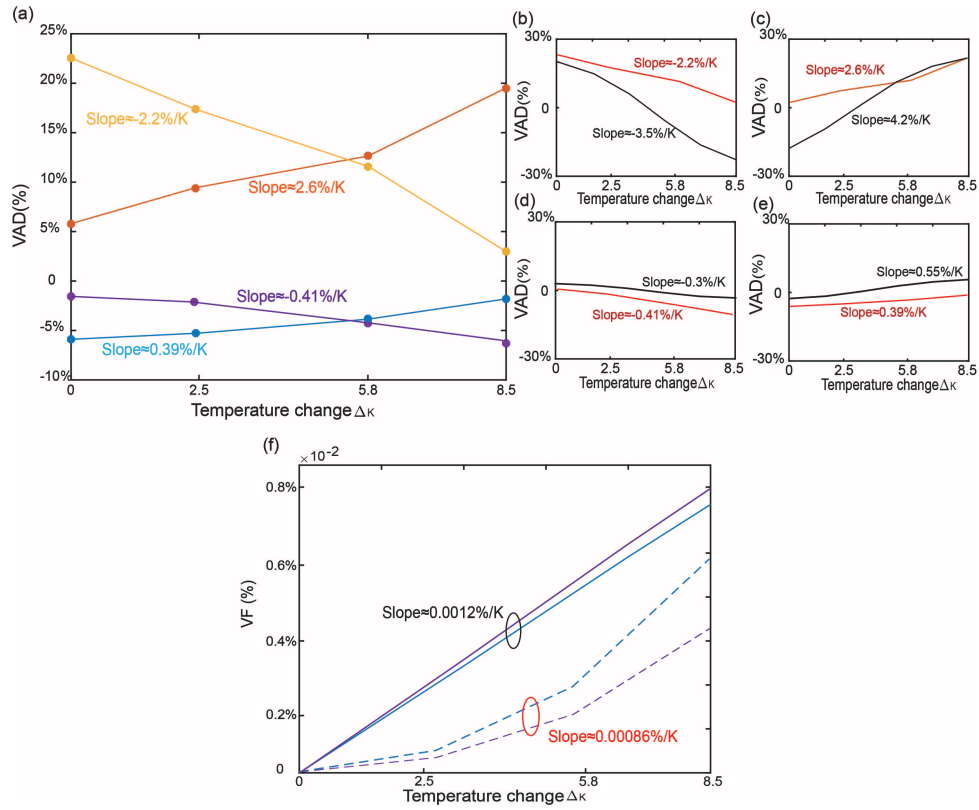 (a)
25%
20%
15%
10%
5%
0
-5%
-10%
VAD(%)
Slope≈-2.2%/K
Slope≈2.6%/K
Slope≈-0.41%/K
Slope≈0.39%/K
0 2.5 5.8 8.5
Temperature change ΔK
(b)
30%
0
-30%
VAD(%)
Slope≈-2.2%/K
Slope≈-3.5%/K
0 2.5 5.8 8.5
Temperature change ΔK
(c)
30%
0
-30%
VAD(%)
Slope≈2.6%/K
Slope≈4.2%/K
0 2.5 5.8 8.5
Temperature change ΔK
(d)
30%
0
-30%
VAD(%)
Slope≈-0.3%/K
Slope≈-0.41%/K
0 2.5 5.8 8.5
Temperature change ΔK
(e)
30%
0
-30%
VAD(%)
Slope≈0.55%/K
Slope≈0.39%/K
0 2.5 5.8 8.5
Temperature change ΔK
(f)
×10-2
0.8%
0.6%
0.4%
0.2%
0
VF (%)
Slope≈0.0012%/K
Slope≈0.00086%/K
0 2.5 5.8 8.5
Temperature change ΔK